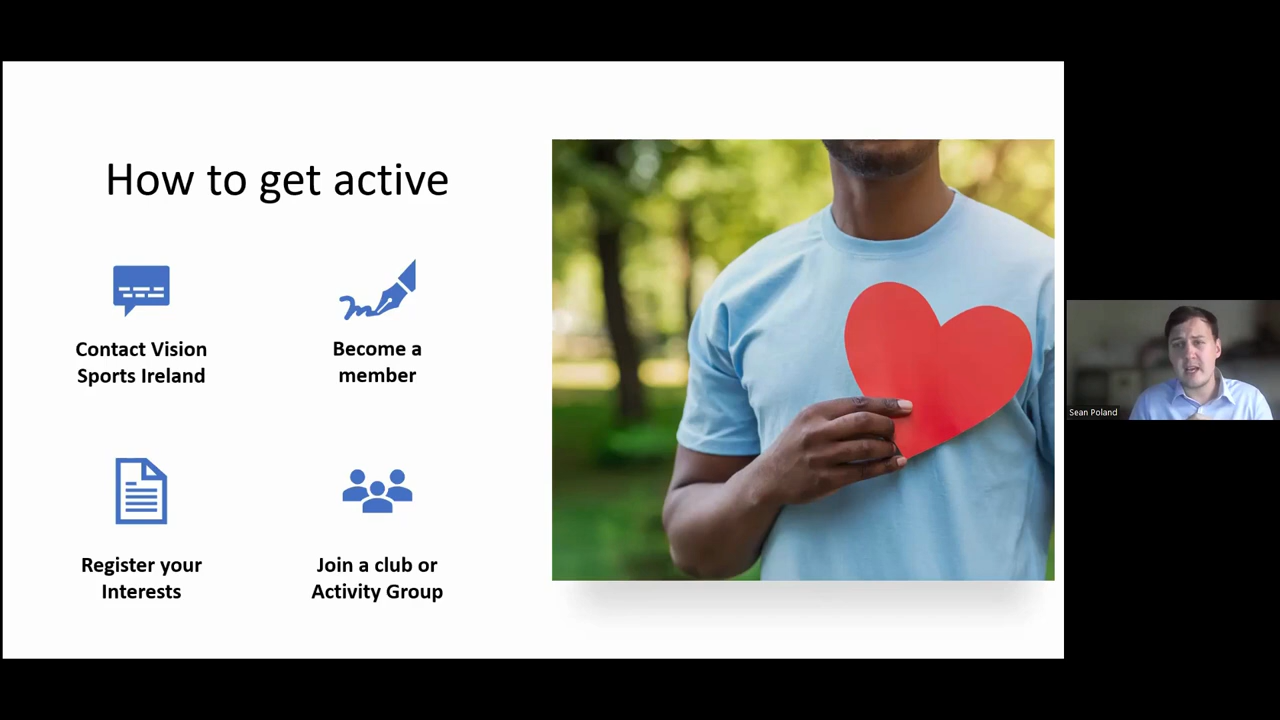 How to get active
Contact Vision
Sports Ireland
Become a
member
Register your
Interests
Join a club or
Activity Group
Sean Poland